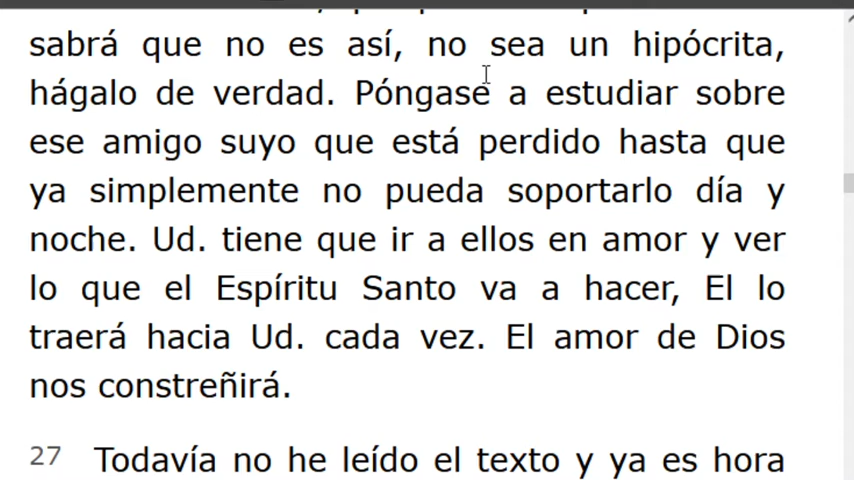 sabrá que no es así, no sea un hipócrita,
hágalo de verdad. Póngase a estudiar sobre
ese amigo suyo que está perdido hasta que
ya simplemente no pueda soportarlo día y
noche. Ud. tiene que ir a ellos en amor y ver
lo que el Espíritu Santo va a hacer, El lo
traerá hacia Ud. cada vez. El amor de Dios
nos constreñirá.
27 Todavía no he leído el texto y ya es hora